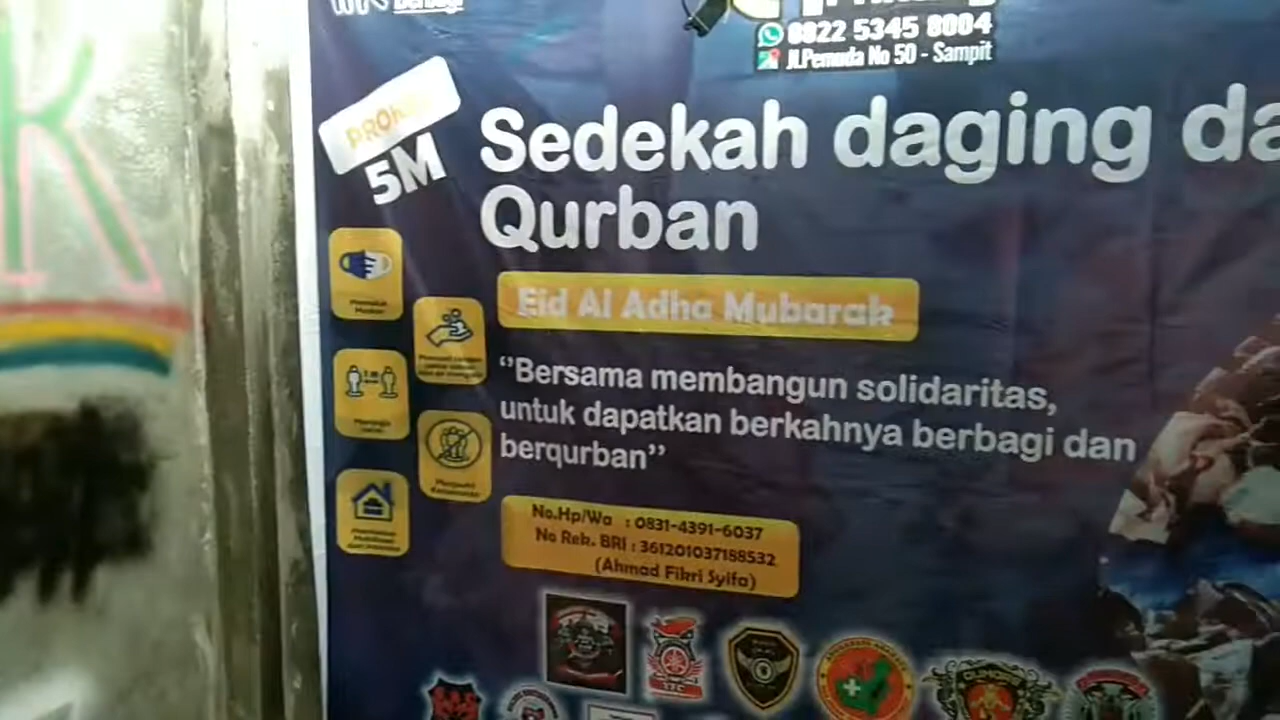 Berbagi
0822 5345 8004
Jl.Pemuda No 50 - Sampit
5M
Sedekah daging da
Qurban
Eid Al Adha Mubarak
"Bersama membangun solidaritas,
untuk dapatkan berkahnya berbagi dan
berqurban"
No.Hp/Wa : 0831-4391-6037
No Rek. BRI : 361201037188532
(Ahmad Fikri Syifa)